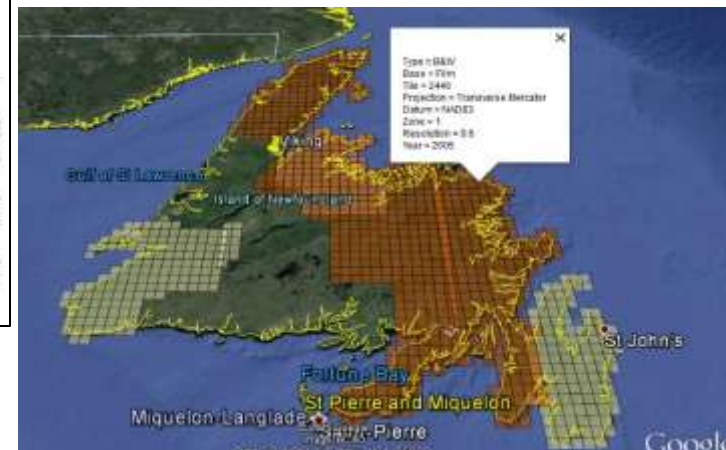 ×
Type = B&W
Base = Film
Tile = 2440
Projection = Transverse Mercator
Datum = NAD83
Zone = 1
Resolution = 0.5
Year = 2008
Viking
Gulf of St Lawrence
Island of Newfoundland
St John's
Fortune Bay
St Pierre and Miquelon
Miquelon-Langlade
Saint-Pierre
Google